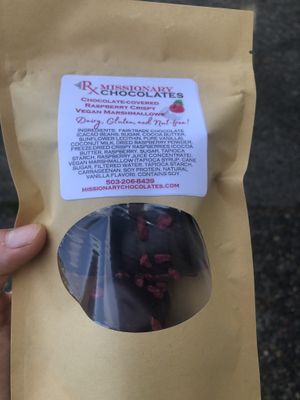 Rx MISSIONARY
CHOCOLATES
CHOCOLATE-COVERED
RASPBERRY CRISPY
VEGAN MARSHMALLOWS
Dairy, Gluten, and Nut-free!
INGREDIENTS: FAIRTRADE CHOCOLATE
(CACAO BEANS, SUGAR, COCOA BUTTER,
SUNFLOWER LECITHIN, PURE VANILLA),
COCONUT MILK, DRIED RASPBERRY POWDER,
FREEZEDRIED CRISPY RASPBERRIES (COCOA
BUTTER, RASPBERRY, SUGAR, TAPIOCA
STARCH, RASPBERRY JUICE CONCENTRATE),
VEGAN MARSHMALLOW (TAPIOCA SYRUP, CANE
SUGAR, FILTERED WATER, TAPIOCA STARCH,
CARRAGEENAN, SOY PROTEIN, NATURAL
VANILLA FLAVOR). CONTAINS SOY.
503-206-8439
MISSIONARYCHOCOLATES.COM